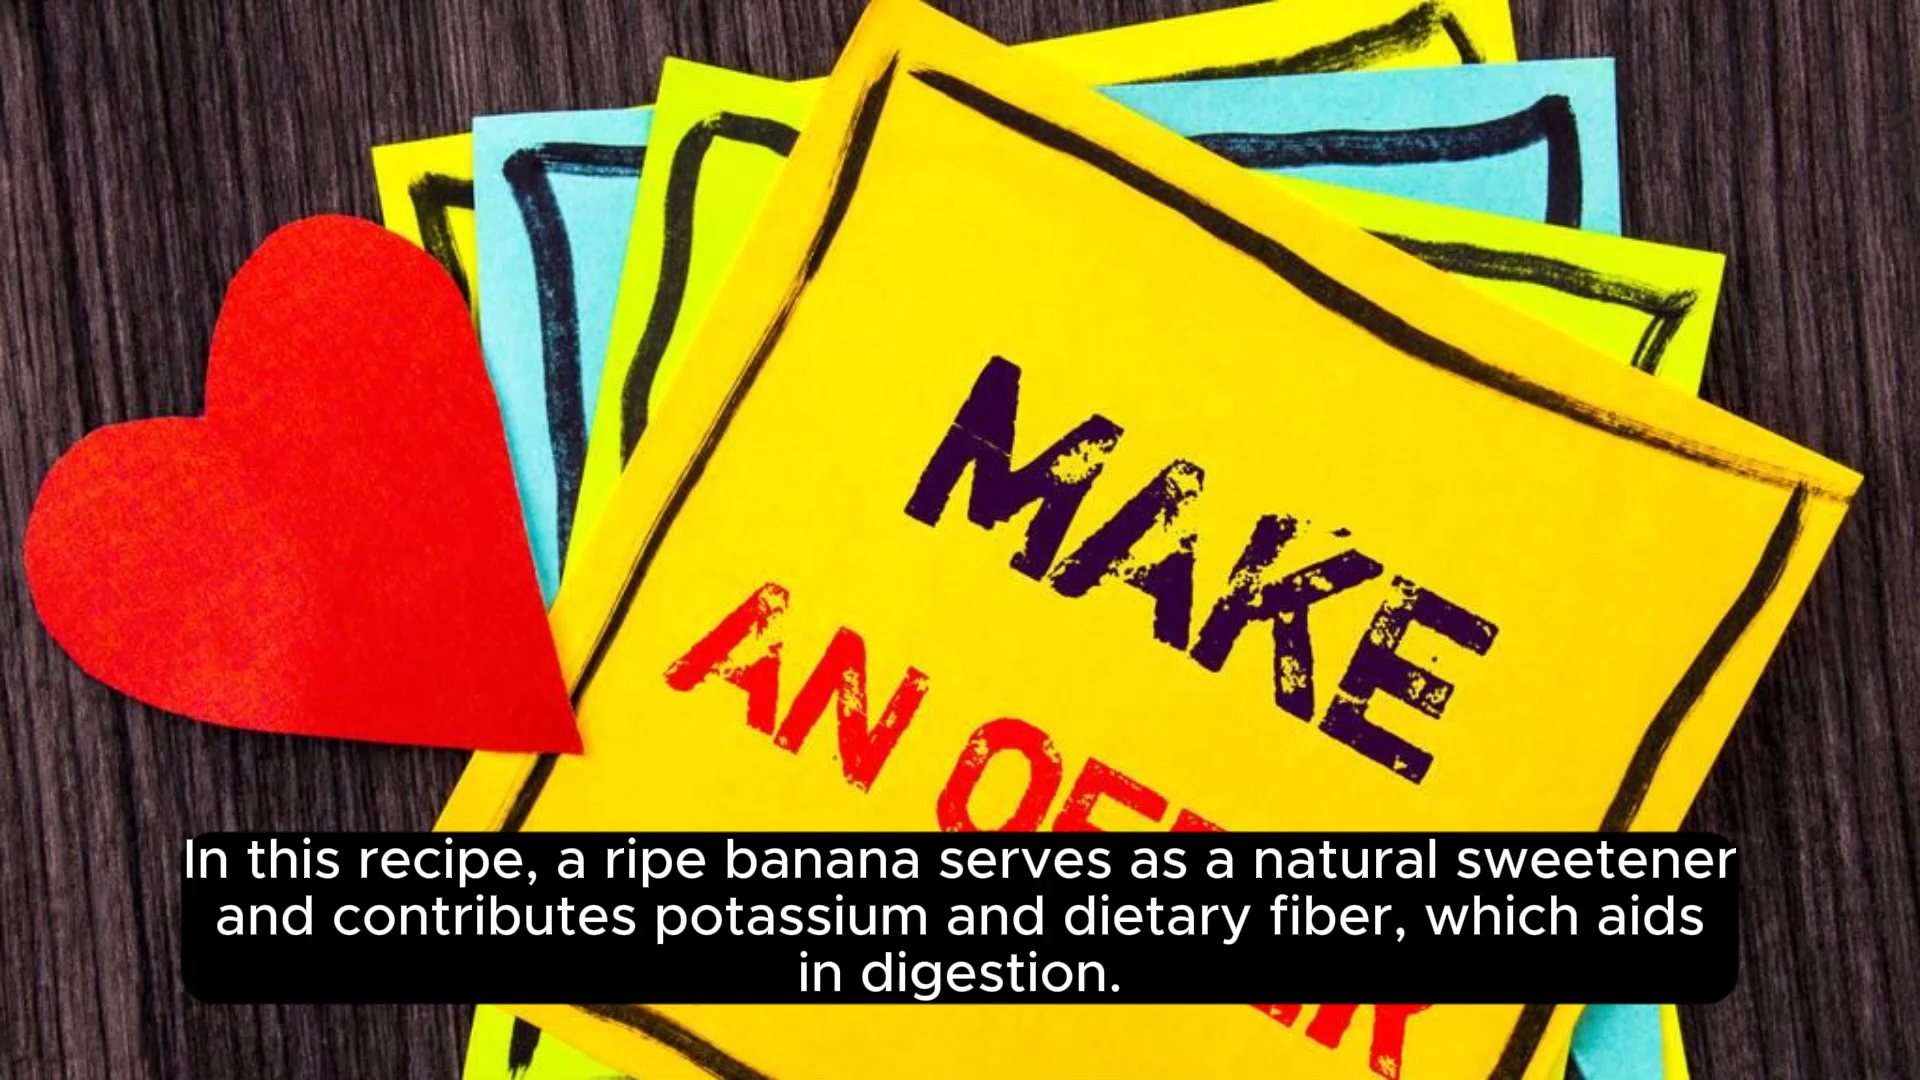 MAKE
AN OFFER
In this recipe, a ripe banana serves as a natural sweetener
and contributes potassium and dietary fiber, which aids
in digestion.